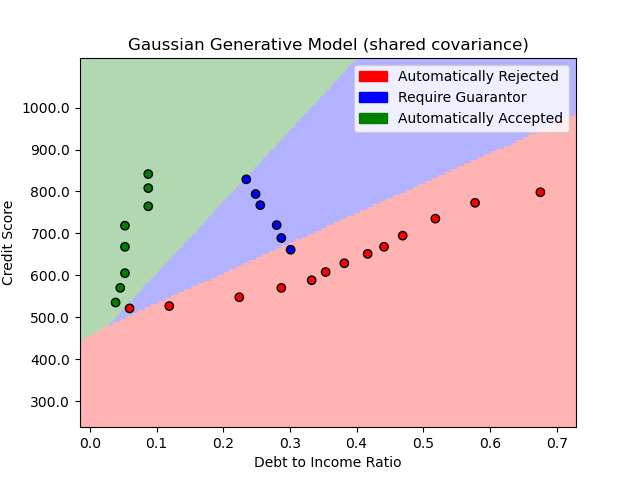 Gaussian Generative Model (shared covariance)
Automatically Rejected
Require Guarantor
Automatically Accepted
Credit Score
1000.0
900.0
800.0
700.0
600.0
500.0
400.0
300.0
0.0 0.1 0.2 0.3 0.4 0.5 0.6 0.7
Debt to Income Ratio